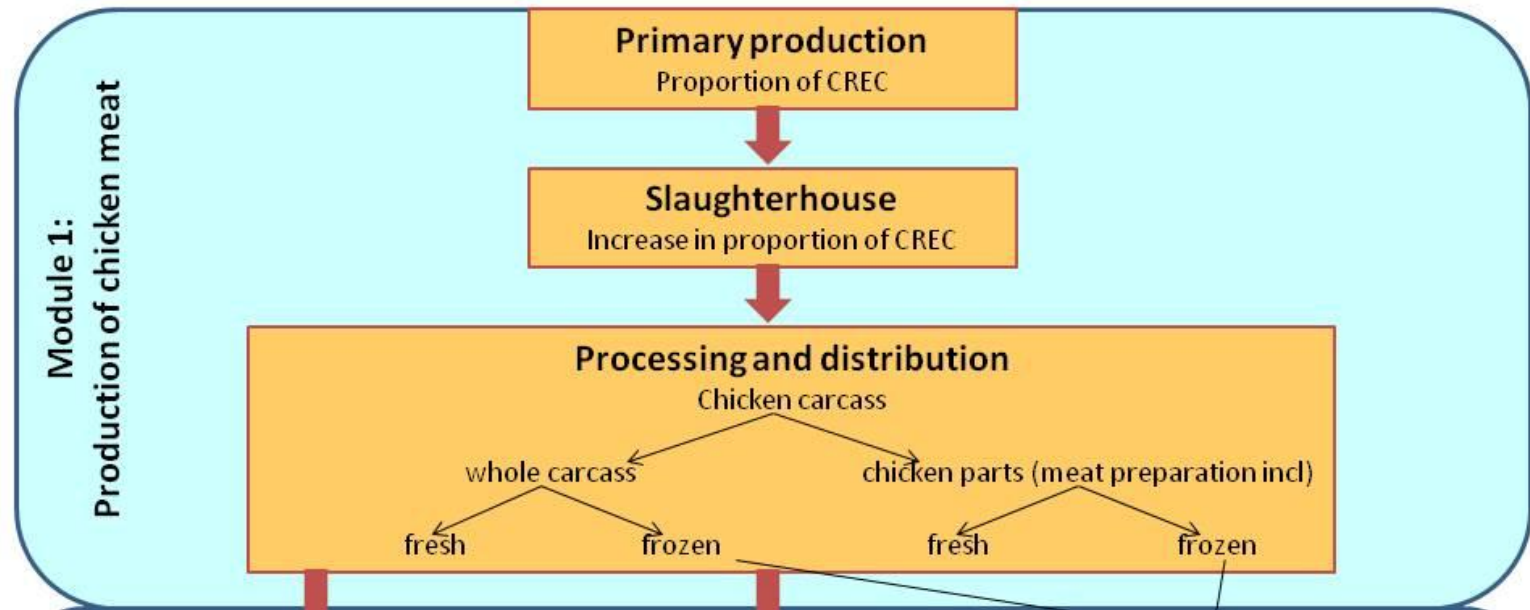 Module 1:
Production of chicken meat
Primary production
Proportion of CREC
Slaughterhouse
Increase in proportion of CREC
Processing and distribution
Chicken carcass
whole carcass
chicken parts (meat preparation incl)
fresh
frozen
fresh
frozen